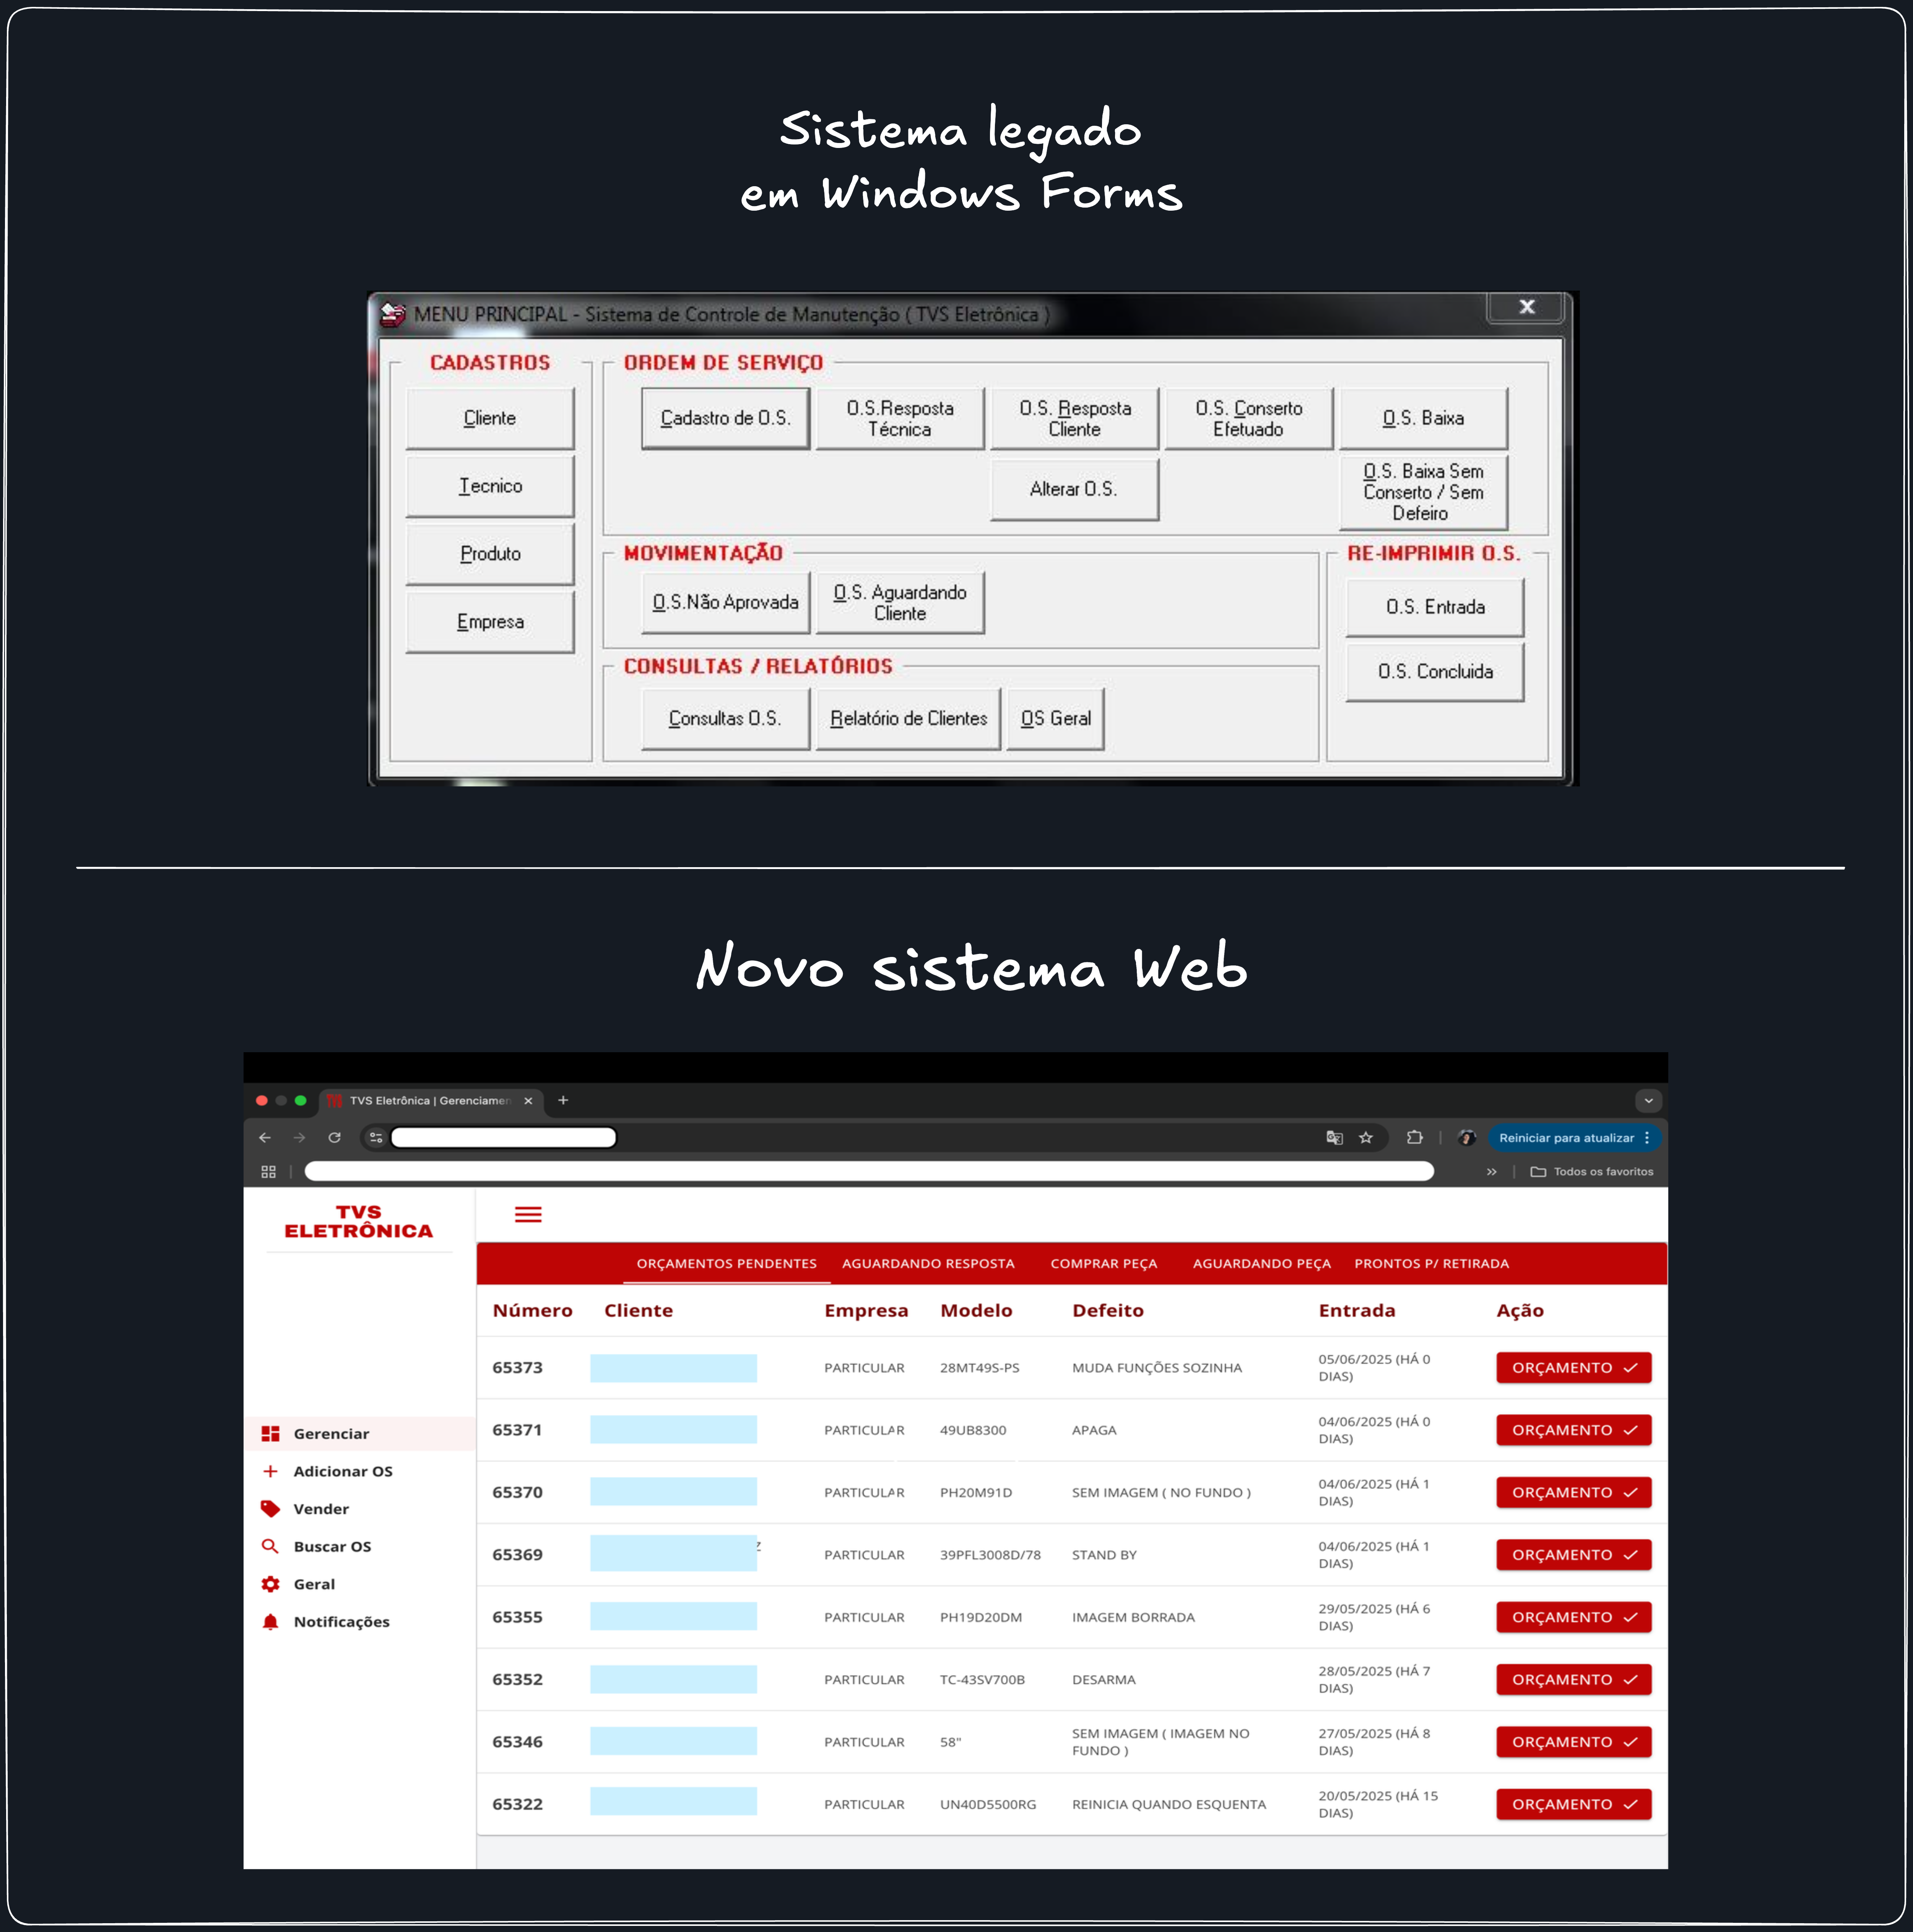 Sistema legado
em Windows Forms
MENU PRINCIPAL - Sistema de Controle de Manutenção ( TVS Eletrônica )
CADASTROS
Cliente
Tecnico
Produto
Empresa
ORDEM DE SERVIÇO
Cadastro de O.S.
O.S.Resposta
Técnica
O.S. Resposta
Cliente
O.S. Conserto
Efetuado
O.S. Baixa
Alterar O.S.
O.S. Baixa Sem
Conserto / Sem
Defeiro
MOVIMENTAÇÃO
O.S.Não Aprovada
O.S. Aguardando
Cliente
RE-IMPRIMIR O.S.
O.S. Entrada
O.S. Concluida
CONSULTAS / RELATÓRIOS
Consultas O.S.
Relatório de Clientes
OS Geral
Novo sistema Web
TVS Eletrônica | Gerenciamen
Reiniciar para atualizar
Todos os favoritos
TVS
ELETRÔNICA
Gerenciar
Adicionar OS
Vender
Buscar OS
Geral
Notificações
ORÇAMENTOS PENDENTES AGUARDANDO RESPOSTA COMPRAR PEÇA AGUARDANDO PEÇA PRONTOS P/ RETIRADA
Número Cliente Empresa Modelo Defeito Entrada Ação
65373 PARTICULAR 28MT49S-PS MUDA FUNÇÕES SOZINHA 05/06/2025 (HÁ 0
DIAS) ORÇAMENTO
65371 PARTICULAR 49UB8300 APAGA 04/06/2025 (HÁ 0
DIAS) ORÇAMENTO
65370 PARTICULAR PH20M91D SEM IMAGEM ( NO FUNDO ) 04/06/2025 (HÁ 1
DIAS) ORÇAMENTO
65369 Z PARTICULAR 39PFL3008D/78 STAND BY 04/06/2025 (HÁ 1
DIAS) ORÇAMENTO
65355 PARTICULAR PH19D20DM IMAGEM BORRADA 29/05/2025 (HÁ 6
DIAS) ORÇAMENTO
65352 PARTICULAR TC-43SV700B DESARMA 28/05/2025 (HÁ 7
DIAS) ORÇAMENTO
65346 PARTICULAR 58" SEM IMAGEM ( IMAGEM NO
FUNDO ) 27/05/2025 (HÁ 8
DIAS) ORÇAMENTO
65322 PARTICULAR UN40D5500RG REINICIA QUANDO ESQUENTA 20/05/2025 (HÁ 15
DIAS) ORÇAMENTO